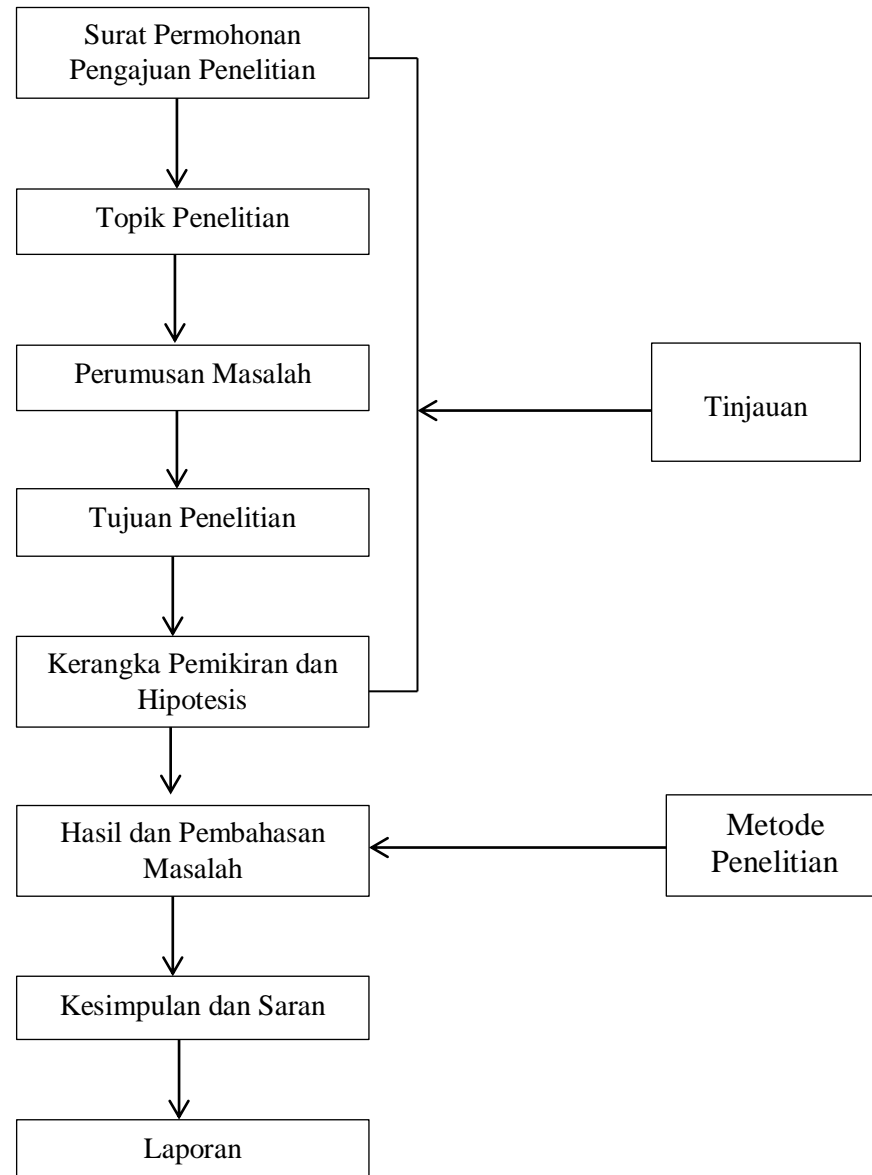 Surat Permohonan
Pengajuan Penelitian
Topik Penelitian
Perumusan Masalah
Tinjauan
Tujuan Penelitian
Kerangka Pemikiran dan
Hipotesis
Hasil dan Pembahasan
Masalah
Metode
Penelitian
Kesimpulan dan Saran
Laporan